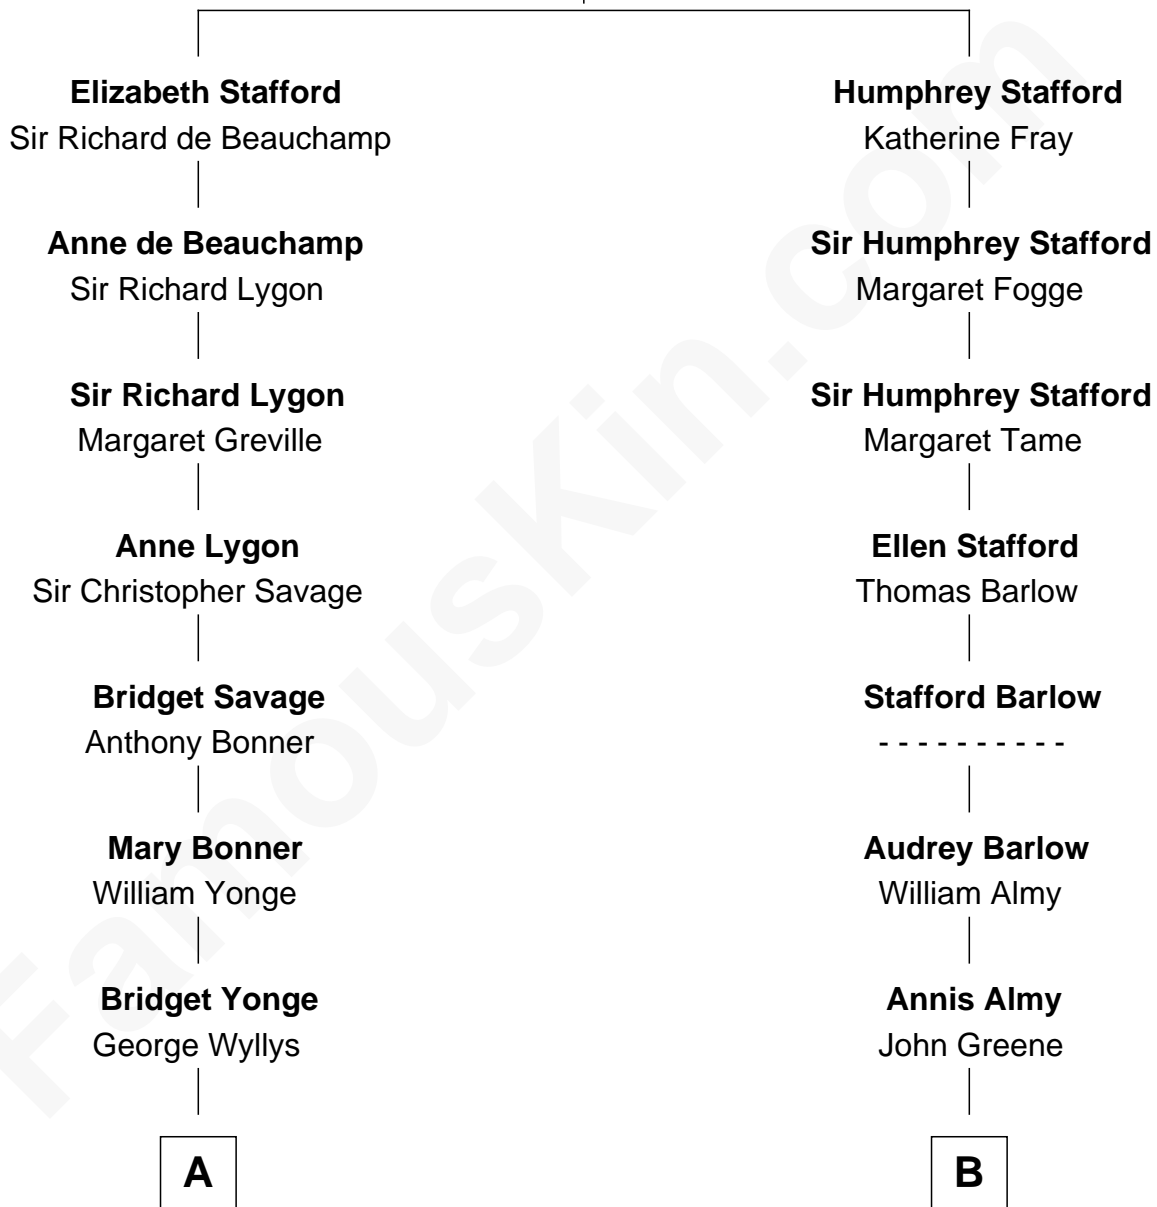 Elizabeth Stafford
Sir Richard de Beauchamp
Anne de Beauchamp
Sir Richard Lygon
Sir Richard Lygon
Margaret Greville
Anne Lygon
Sir Christopher Savage
Bridget Savage
Anthony Bonner
Mary Bonner
William Yonge
Bridget Yonge
George Wyllys
A
Humphrey Stafford
Katherine Fray
Sir Humphrey Stafford
Margaret Fogge
Sir Humphrey Stafford
Margaret Tame
Ellen Stafford
Thomas Barlow
Stafford Barlow
- - - - - - - - - -
Audrey Barlow
William Almy
Annis Almy
John Greene
B
FamousKin.com